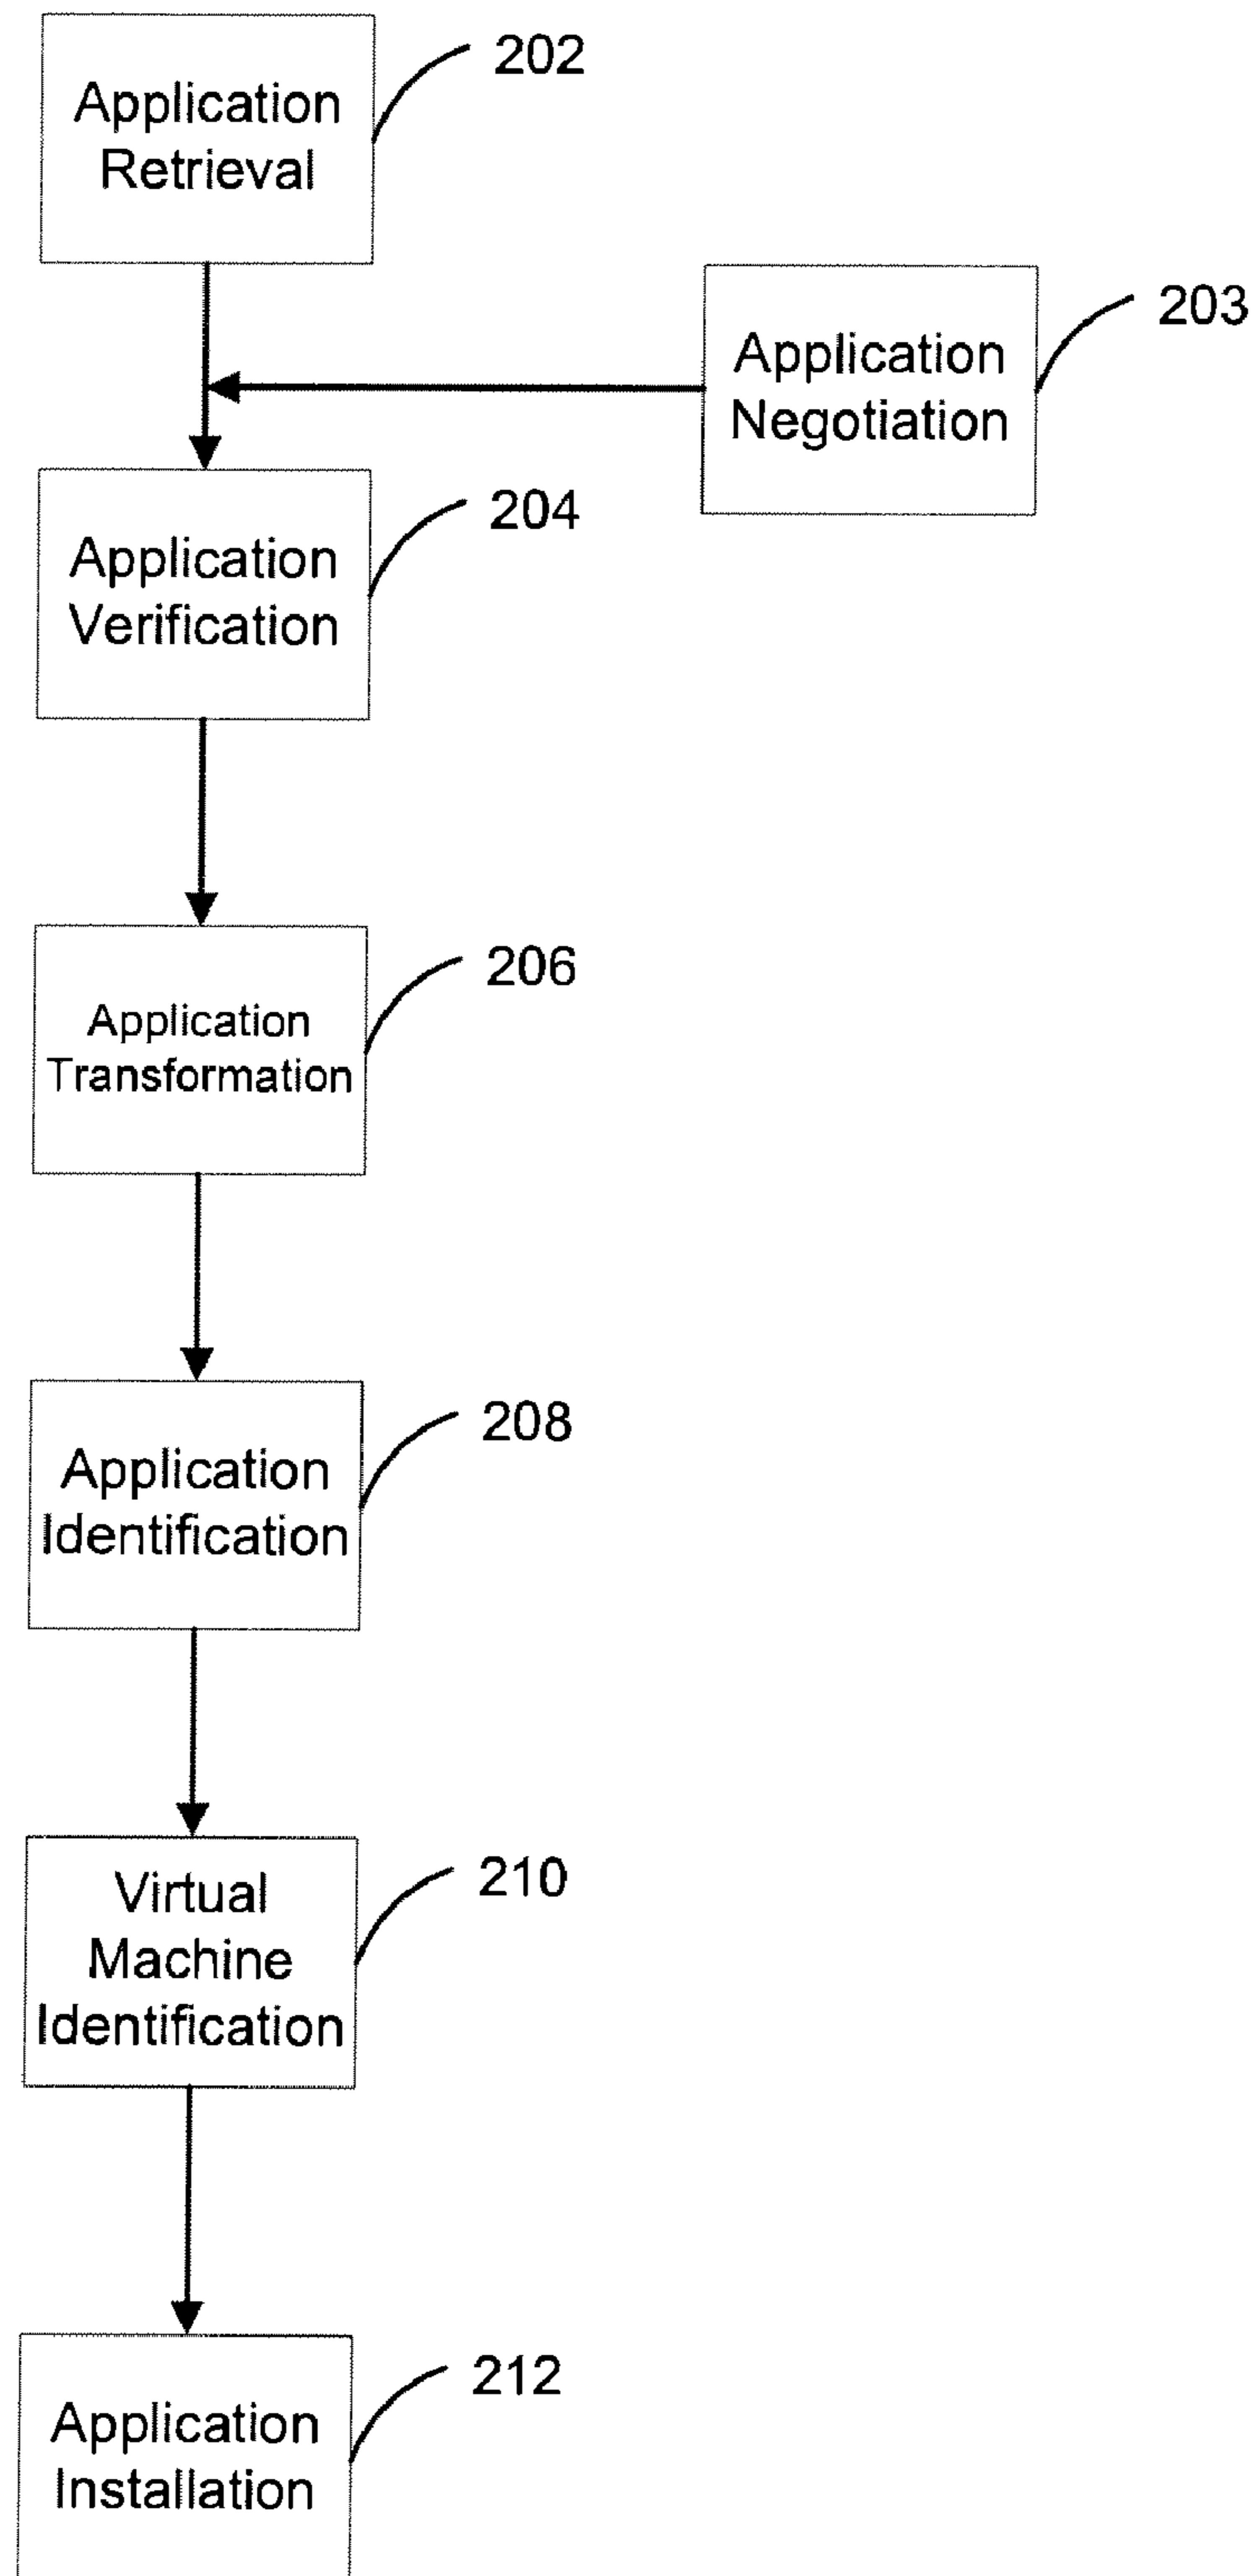 202
Application
Retrieval
203
Application
Negotiation
204
Application
Verification
206
Application
Transformation
208
Application
Identification
210
Virtual
Machine
Identification
212
Application
Installation